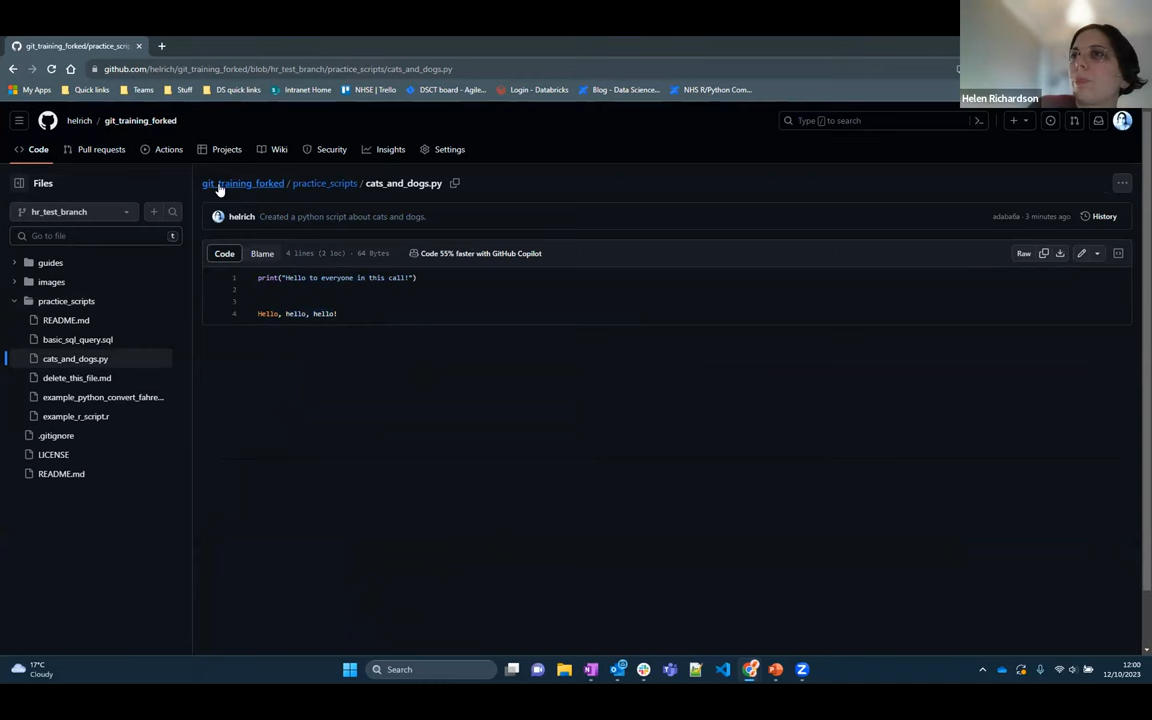 git_training_forked/practice_scrip
github.com/helrich/git_training_forked/blob/hr_test_branch/practice_scripts/cats_and_dogs.py
My Apps Quick links Teams Stuff DS quick links Intranet Home NHSE | Trello DSCT board - Agile... Login - Databricks Blog - Data Science... NHS R/Python Com...
Helen Richardson
helrich / git_training_forked
Type / to search
Code Pull requests Actions Projects Wiki Security Insights Settings
Files
git_training_forked / practice_scripts / cats_and_dogs.py
hr_test_branch
helrich Created a python script about cats and dogs.
adaba6a · 3 minutes ago History
Go to file t
Code Blame 4 lines (2 loc) · 64 Bytes Code 55% faster with GitHub Copilot
Raw
guides
images
practice_scripts
README.md
basic_sql_query.sql
cats_and_dogs.py
delete_this_file.md
example_python_convert_fahre...
example_r_script.r
.gitignore
LICENSE
README.md
1 print("Hello to everyone in this call!")
2
3
4 Hello, hello, hello!
17°C
Cloudy
Search
12:00
12/10/2023